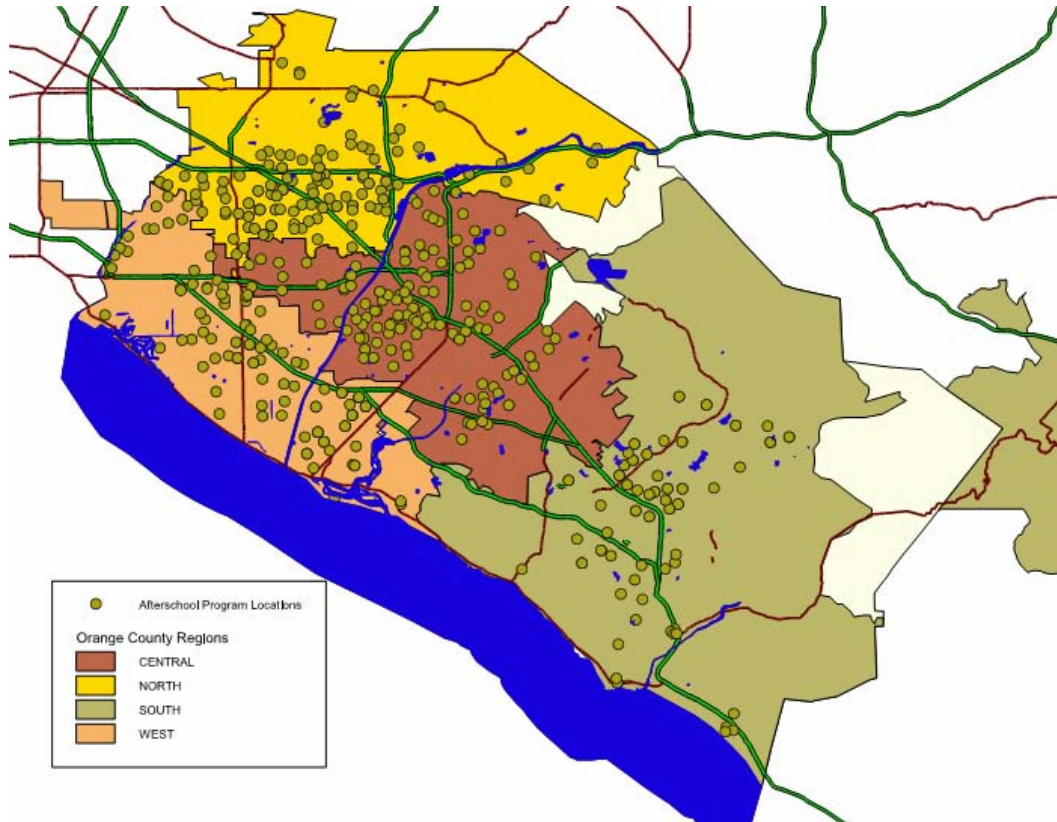 Afterschool Program Locations
Orange County Regions
CENTRAL
NORTH
SOUTH
WEST